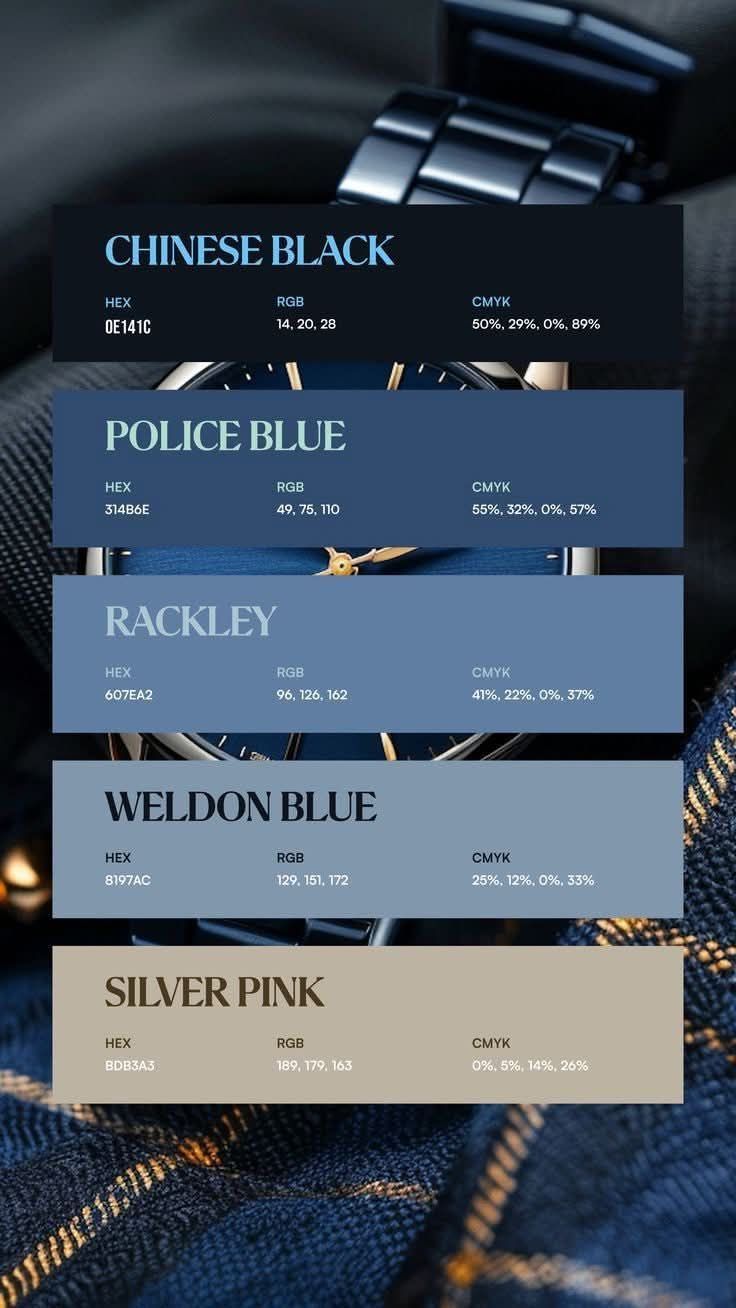 CHINESE BLACK
HEX RGB CMYK
0E141C 14, 20, 28 50%, 29%, 0%, 89%
POLICE BLUE
HEX RGB CMYK
314B6E 49, 75, 110 55%, 32%, 0%, 57%
RACKLEY
HEX RGB CMYK
607EA2 96, 126, 162 41%, 22%, 0%, 37%
WELDON BLUE
HEX RGB CMYK
8197AC 129, 151, 172 25%, 12%, 0%, 33%
SILVER PINK
HEX RGB CMYK
BDB3A3 189, 179, 163 0%, 5%, 14%, 26%